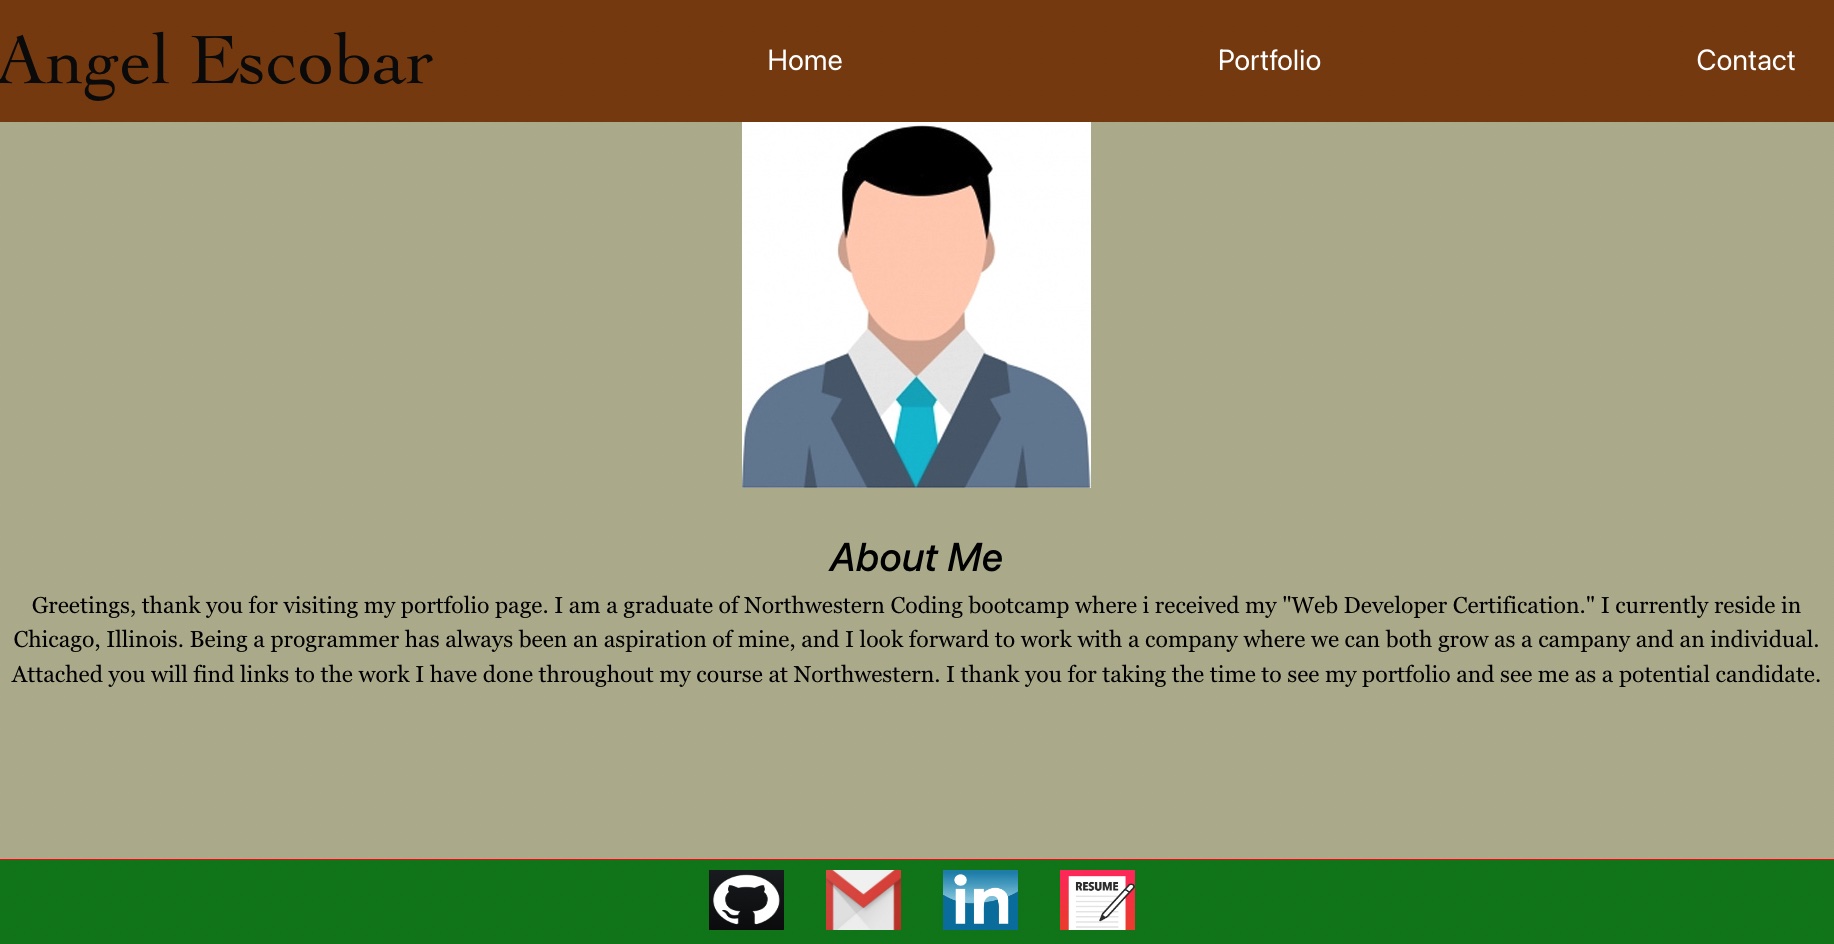 Angel Escobar
Home
Portfolio
Contact
About Me
Greetings, thank you for visiting my portfolio page. I am a graduate of Northwestern Coding bootcamp where i received my "Web Developer Certification." I currently reside in
Chicago, Illinois. Being a programmer has always been an aspiration of mine, and I look forward to work with a company where we can both grow as a campany and an individual.
Attached you will find links to the work I have done throughout my course at Northwestern. I thank you for taking the time to see my portfolio and see me as a potential candidate.
in
RESUME